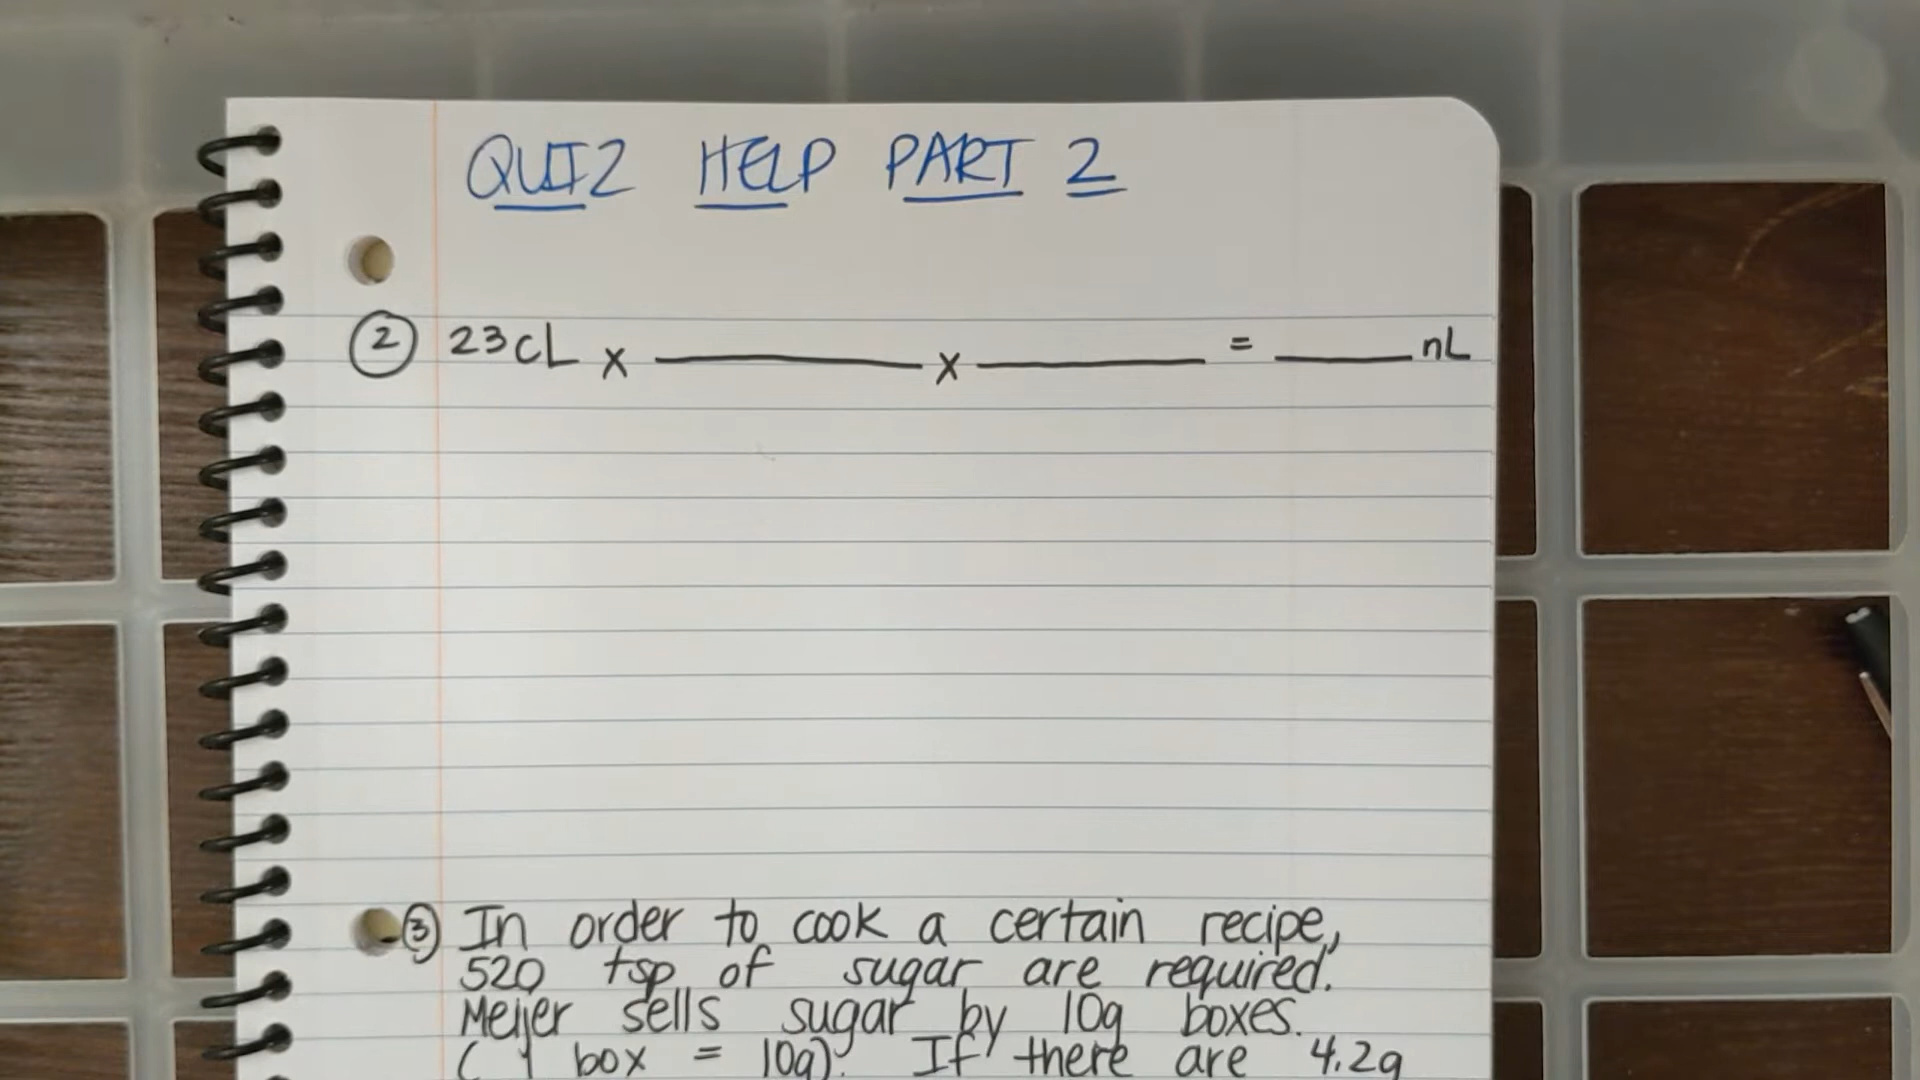 QUIZ HELP PART 2
2 23cL x ________ x ________ = ____ nL
3 In order to cook a certain recipe,
520 tsp of sugar are required.
Meijer sells sugar by 10g boxes.
(1 box = 10g). If there are 4.2g